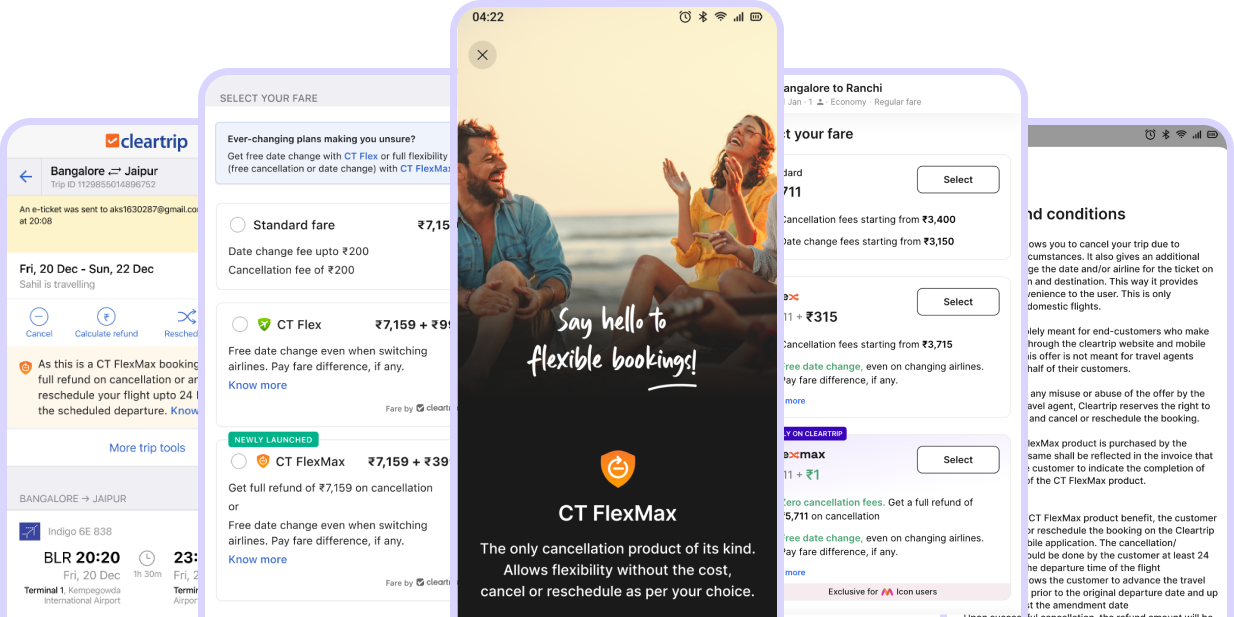 cleartrip
Bangalore ⇌ Jaipur
Trip ID 1129855014896752
An e-ticket was sent to aks1630287@gmail.co
at 20:08
Fri, 20 Dec - Sun, 22 Dec
Sahil is travelling
Cancel
Calculate refund
Resched
As this is a CT FlexMax booking
full refund on cancellation or
reschedule your flight upto 24
the scheduled departure. Know
More trip tools
BANGALORE → JAIPUR
Indigo 6E 838
BLR 20:20
23:
Fri, 20 Dec
1h 30m
Fri, 2
Terminal 1, Kempegowda
International Airport
Termi
Airpor
SELECT YOUR FARE
Ever-changing plans making you unsure?
Get free date change with CT Flex or full flexibility
(free cancellation or date change) with CT FlexMax
Standard fare
₹7,15
Date change fee upto ₹200
Cancellation fee of ₹200
CT Flex
₹7,159 + ₹99
Free date change even when switching
airlines. Pay fare difference, if any.
Know more
Fare by cleart
NEWLY LAUNCHED
CT FlexMax
₹7,159 + ₹39
Get full refund of ₹7,159 on cancellation
or
Free date change even when switching
airlines. Pay fare difference, if any.
Know more
Fare by cleart
04:22
Say hello to
flexible bookings!
CT FlexMax
The only cancellation product of its kind.
Allows flexibility without the cost,
cancel or reschedule as per your choice.
angalore to Ranchi
Jan · 1 · Economy · Regular fare
ct your fare
dard
711
Select
Cancellation fees starting from ₹3,400
Date change fees starting from ₹3,150
ex
11 + ₹315
Select
Cancellation fees starting from ₹3,715
Free date change, even on changing airlines.
Pay fare difference, if any.
more
LY ON CLEARTRIP
exmax
11 + ₹1
Select
Zero cancellation fees. Get a full refund of
₹5,711 on cancellation
Free date change, even on changing airlines.
Pay fare difference, if any.
more
Exclusive for Icon users
nd conditions
ows you to cancel your trip due to
cumstances. It also gives an additional
ge the date and/or airline for the ticket on
n and destination. This way it provides
venience to the user. This is only
domestic flights.
olely meant for end-customers who make
hrough the cleartrip website and mobile
his offer is not meant for travel agents
half of their customers.
any misuse or abuse of the offer by the
avel agent, Cleartrip reserves the right to
and cancel or reschedule the booking.
lexMax product is purchased by the
same shall be reflected in the invoice that
e customer to indicate the completion of
of the CT FlexMax product.
CT FlexMax product benefit, the customer
or reschedule the booking on the Cleartrip
bile application. The cancellation/
ould be done by the customer at least 24
the departure time of the flight
ows the customer to advance the travel
prior to the original departure date and up
st the amendment date